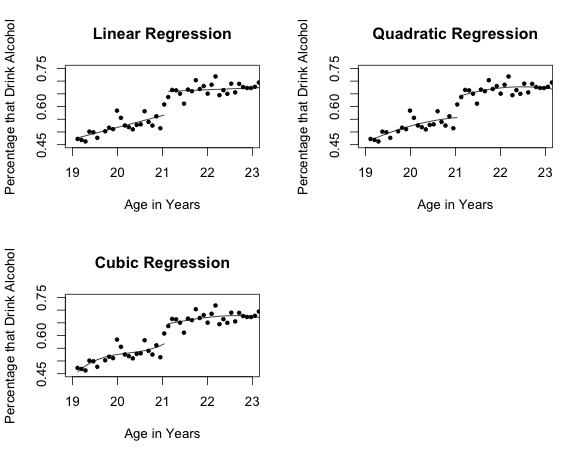 Linear Regression
Percentage that Drink Alcohol
0.75
0.60
0.45
19 20 21 22 23
Age in Years
Quadratic Regression
Percentage that Drink Alcohol
0.75
0.60
0.45
19 20 21 22 23
Age in Years
Cubic Regression
Percentage that Drink Alcohol
0.75
0.60
0.45
19 20 21 22 23
Age in Years